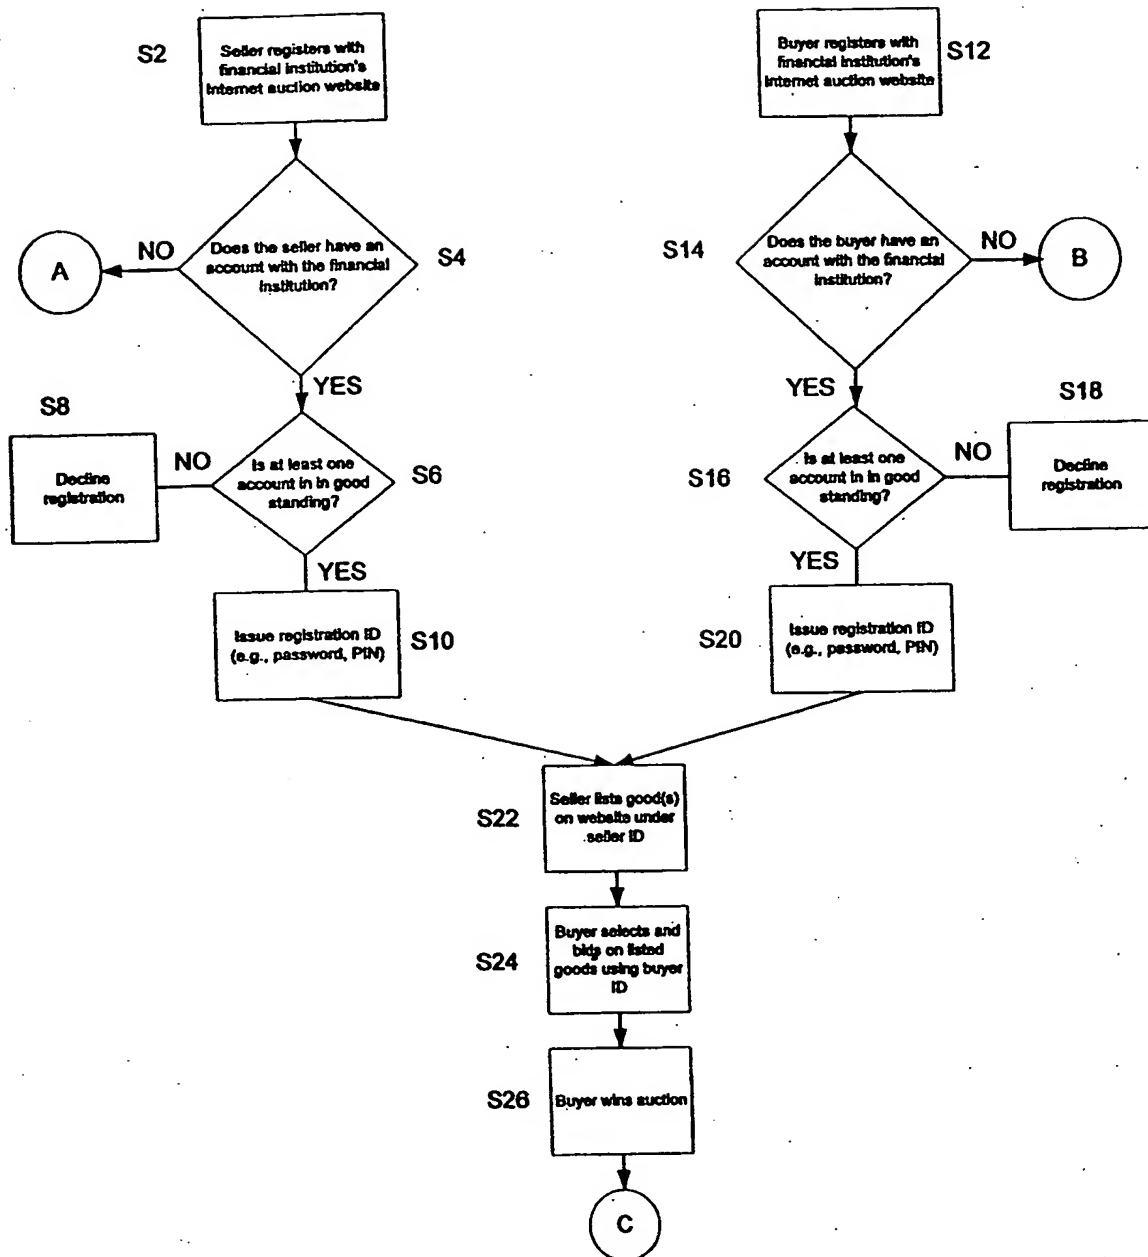 S2
Seller registers with
financial institution's
Internet auction website
Buyer registers with
financial institution's
Internet auction website
S12
A
NO
Does the seller have an
account with the financial
institution?
S4
S14
Does the buyer have an
account with the financial
institution?
NO
B
YES
YES
S8
Decline
registration
NO
Is at least one
account in in good
standing?
S6
S16
Is at least one
account in in good
standing?
NO
S18
Decline
registration
YES
YES
Issue registration ID
(e.g., password, PIN)
S10
S20
Issue registration ID
(e.g., password, PIN)
S22
Seller lists good(s)
on website under
seller ID
S24
Buyer selects and
bids on listed
goods using buyer
ID
S26
Buyer wins auction
C